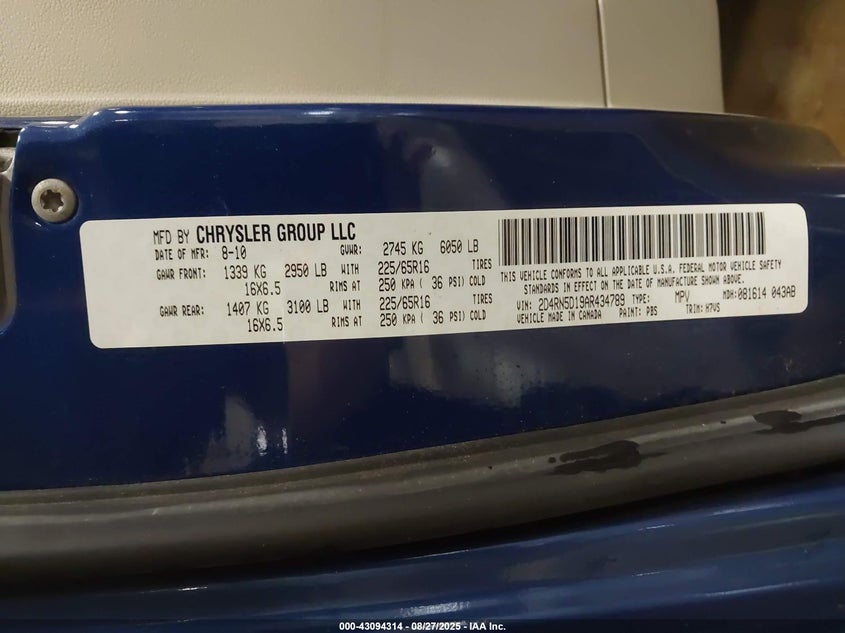 MFD BY CHRYSLER GROUP LLC
DATE OF MFR: 8-10 GVWR: 2745 KG 6050 LB
GAWR FRONT: 1339 KG 2950 LB WITH 225/65R16 TIRES
16X6.5 RIMS AT 250 KPA ( 36 PSI) COLD
GAWR REAR: 1407 KG 3100 LB WITH 225/65R16 TIRES
16X6.5 RIMS AT 250 KPA ( 36 PSI) COLD
THIS VEHICLE CONFORMS TO ALL APPLICABLE U.S.A. FEDERAL MOTOR VEHICLE SAFETY
STANDARDS IN EFFECT ON THE DATE OF MANUFACTURE SHOWN ABOVE.
VIN: 2D4RN5D19AR434789 TYPE: MPV MDH: 081614 043AB
VEHICLE MADE IN CANADA PAINT: PBS TRIM: H7VS
000-43094314 - 08/27/2025 - IAA Inc.